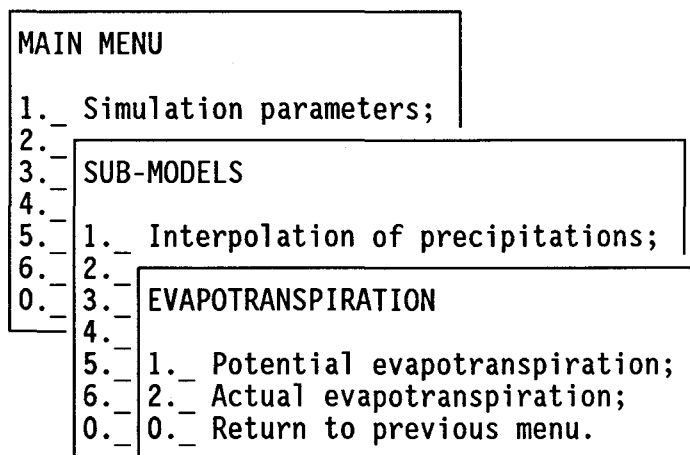 MAIN MENU
1._ Simulation parameters;
2._
3._
4._
5._
6._
0._
SUB-MODELS
1._ Interpolation of precipitations;
2._
3._
4._
5._
6._
0._
EVAPOTRANSPIRATION
1._ Potential evapotranspiration;
2._ Actual evapotranspiration;
0._ Return to previous menu.